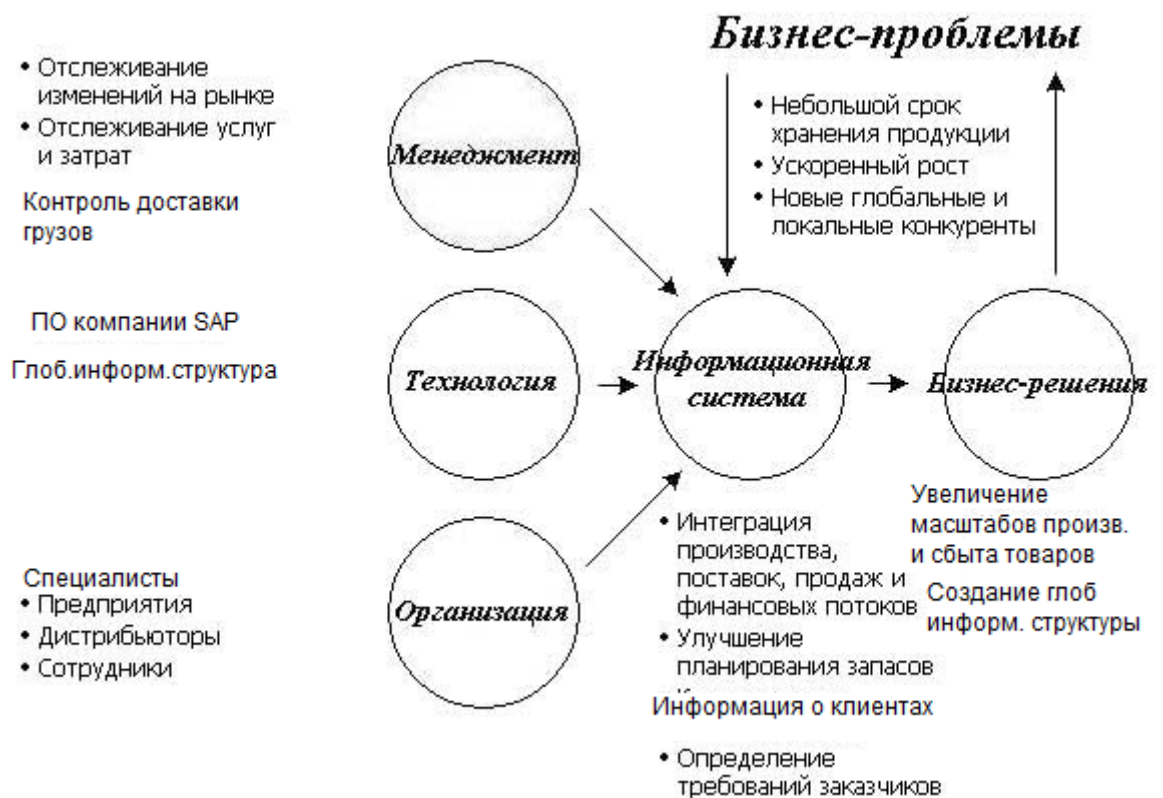 Бизнес-проблемы
• Отслеживание
изменений на рынке
• Отслеживание услуг
и затрат
Контроль доставки
грузов
Менеджмент
• Небольшой срок
хранения продукции
• Ускоренный рост
• Новые глобальные и
локальные конкуренты
ПО компании SAP
Глоб.информ.структура
Технология
Информационная
система
Бизнес-решения
Увеличение
масштабов произв.
и сбыта товаров
Создание глоб
информ. структуры
Специалисты
• Предприятия
• Дистрибьюторы
• Сотрудники
Организация
• Интеграция
производства,
поставок, продаж и
финансовых потоков
• Улучшение
планирования запасов
Информация о клиентах
• Определение
требований заказчиков